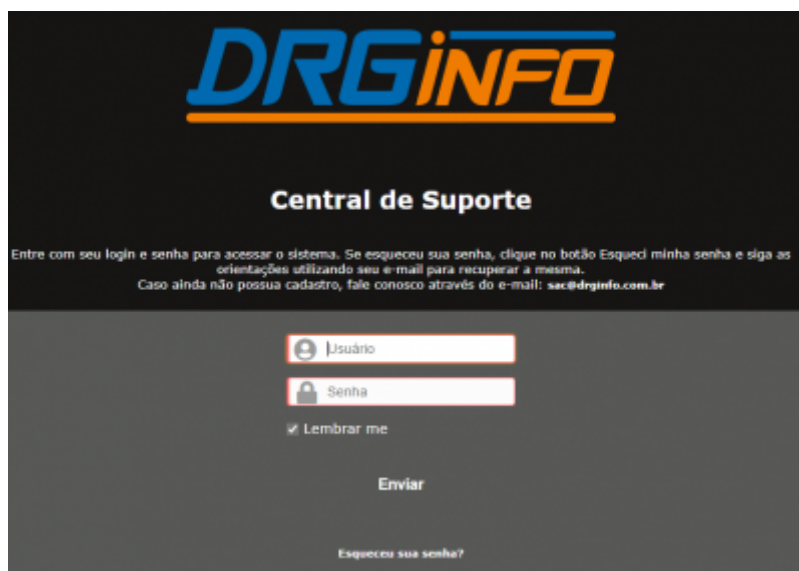 DRGINFO
Central de Suporte
Entre com seu login e senha para acessar o sistema. Se esqueceu sua senha, clique no botão Esqueci minha senha e siga as
orientações utilizando seu e-mail para recuperar a mesma.
Caso ainda não possua cadastro, fale conosco através do e-mail: sac@drginfo.com.br
Usuário
Senha
Lembrar me
Enviar
Esqueceu sua senha?